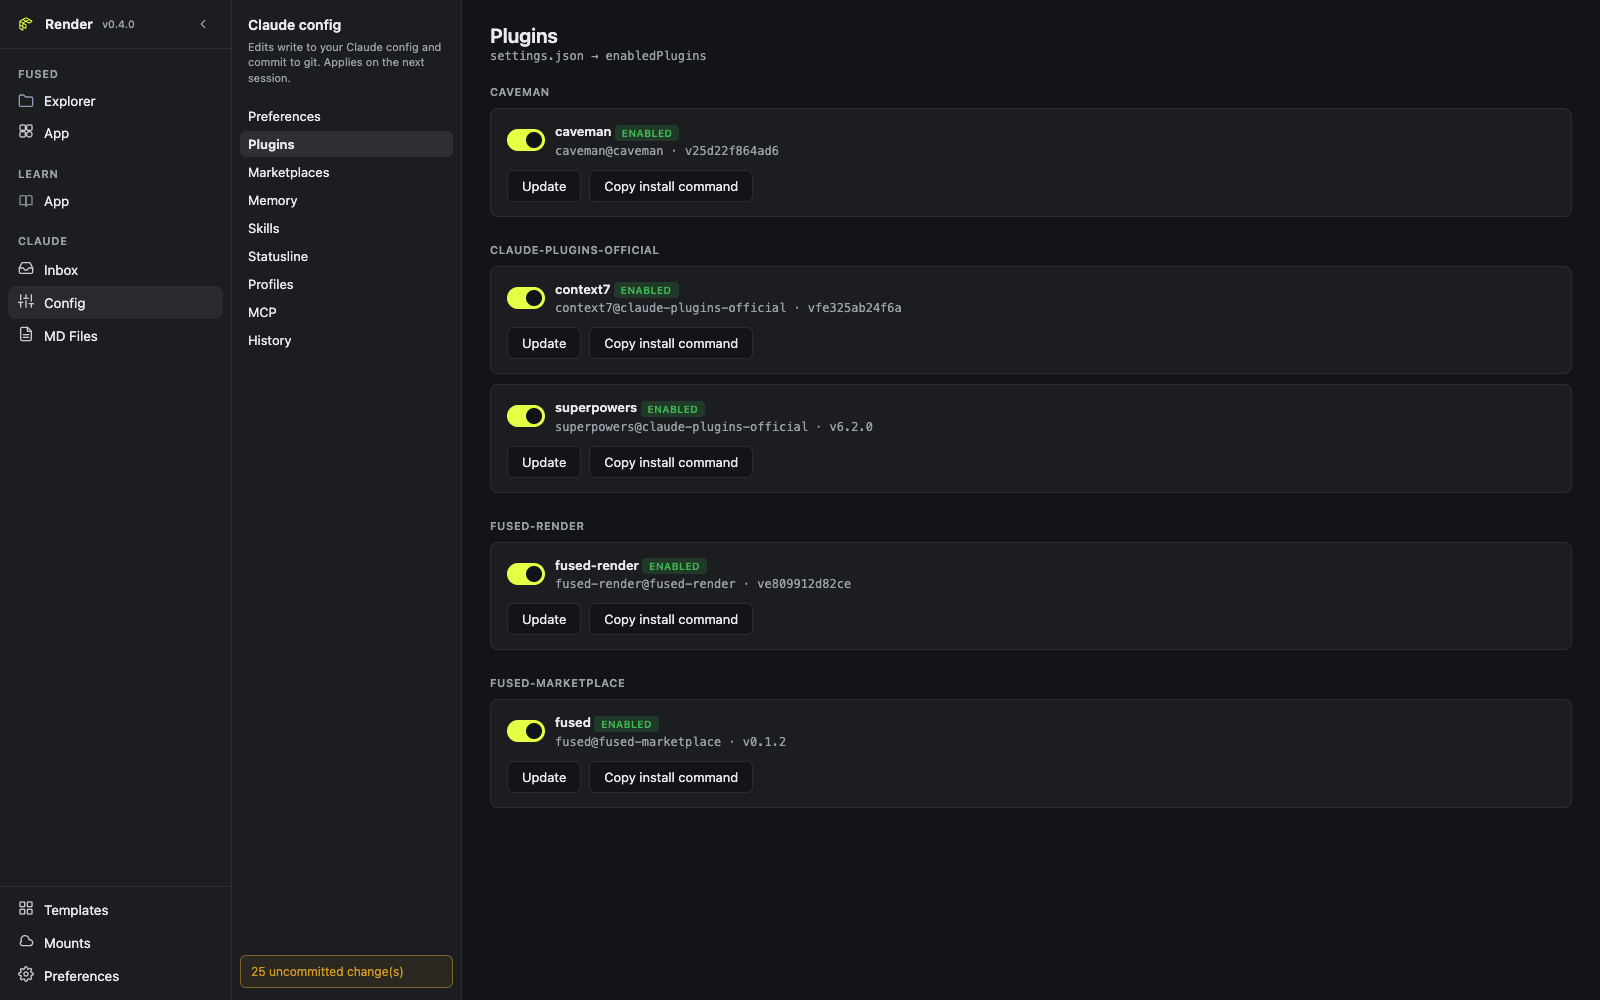 Render v0.4.0
FUSED
Explorer
App
LEARN
App
CLAUDE
Inbox
Config
MD Files
Templates
Mounts
Preferences
Claude config
Edits write to your Claude config and
commit to git. Applies on the next
session.
Preferences
Plugins
Marketplaces
Memory
Skills
Statusline
Profiles
MCP
History
25 uncommitted change(s)
Plugins
settings.json → enabledPlugins
CAVEMAN
caveman ENABLED
caveman@caveman · v25d22f864ad6
Update Copy install command
CLAUDE-PLUGINS-OFFICIAL
context7 ENABLED
context7@claude-plugins-official · vfe325ab24f6a
Update Copy install command
superpowers ENABLED
superpowers@claude-plugins-official · v6.2.0
Update Copy install command
FUSED-RENDER
fused-render ENABLED
fused-render@fused-render · ve809912d82ce
Update Copy install command
FUSED-MARKETPLACE
fused ENABLED
fused@fused-marketplace · v0.1.2
Update Copy install command